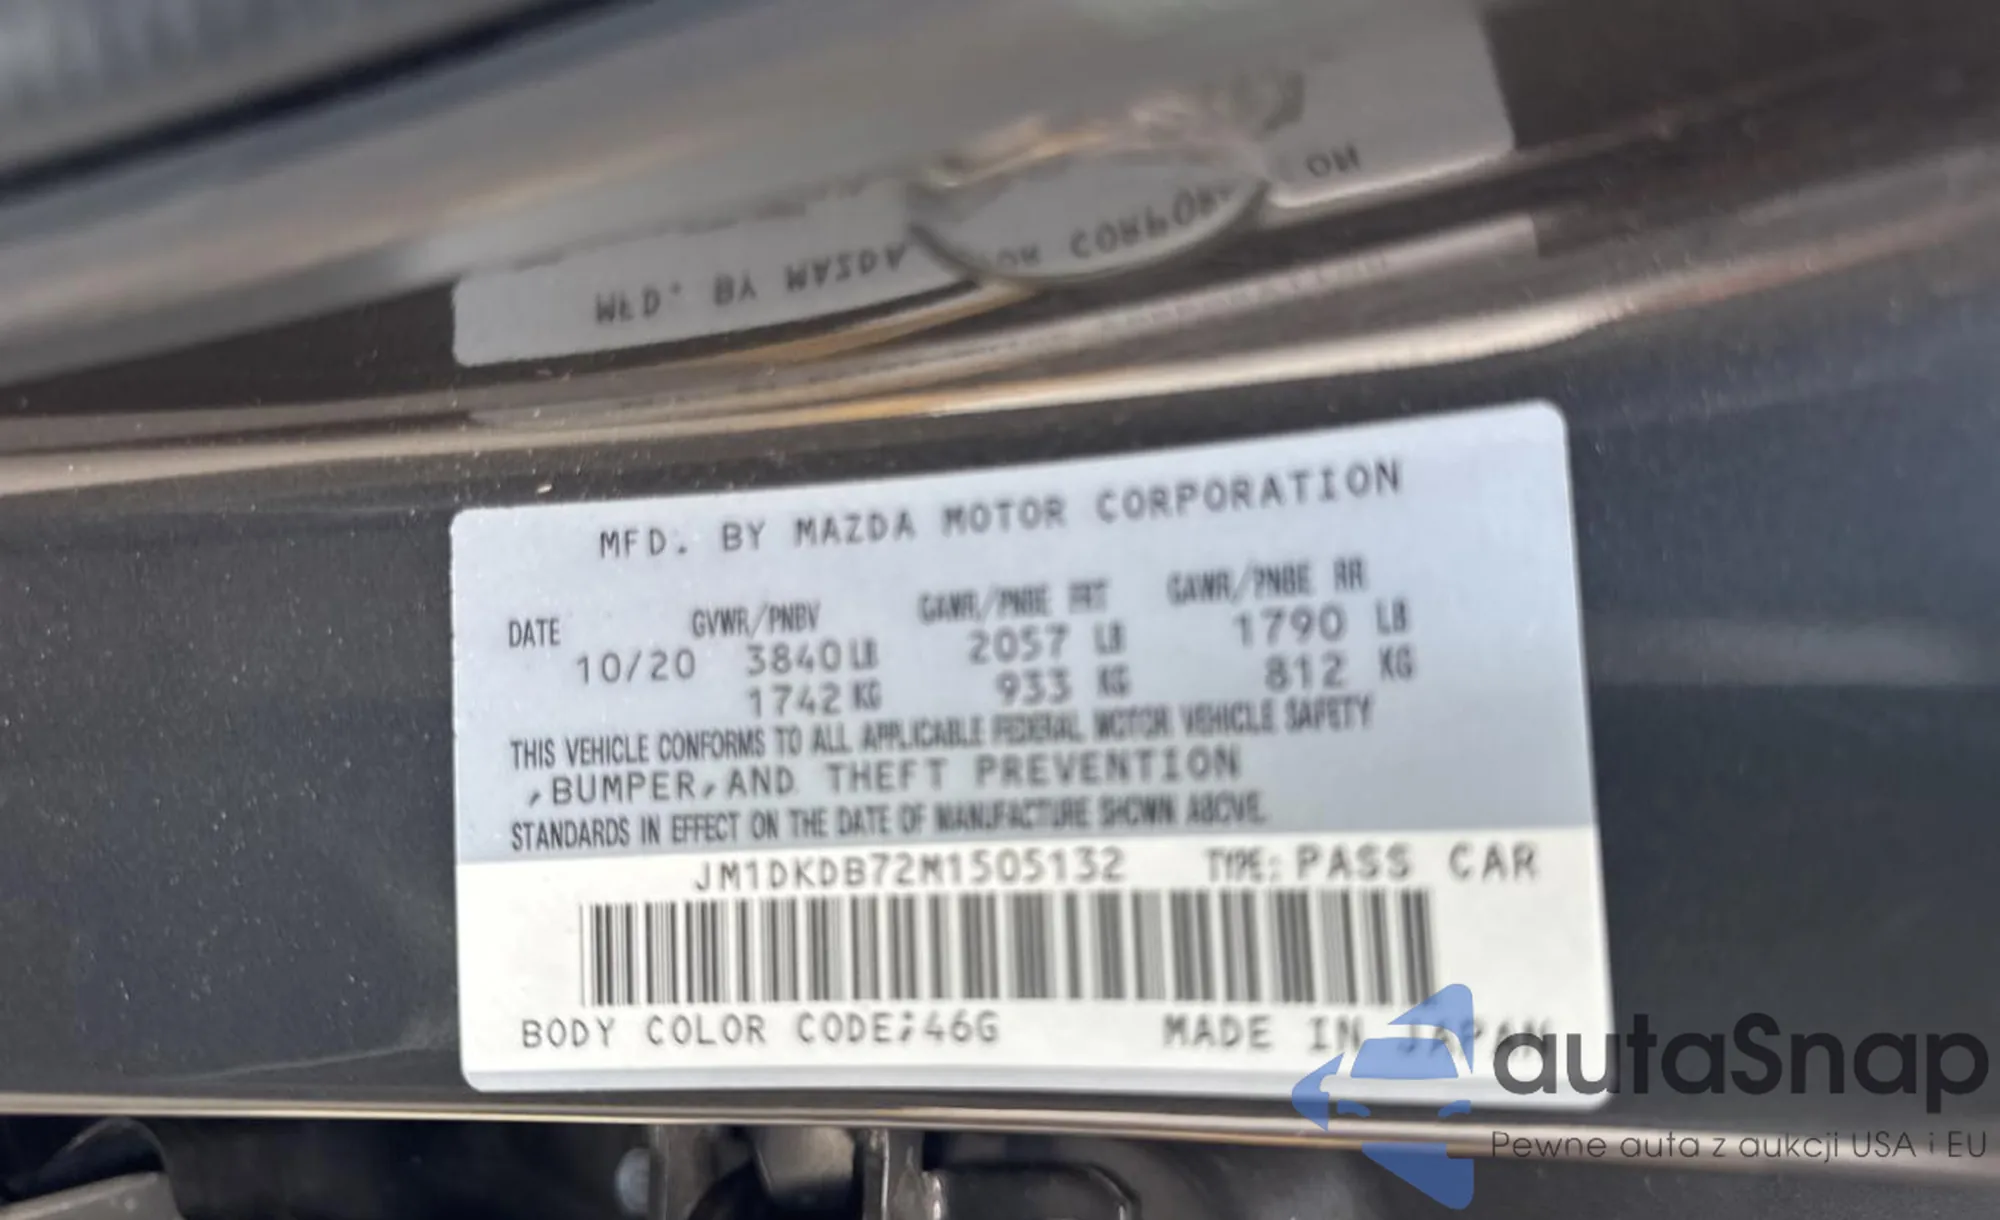 MFD. BY MAZDA MOTOR CORPORATION
DATE GVWR/PNBV GAWR/PNBE FRT GAWR/PNBE RR
10/20 3840 LB 2057 LB 1790 LB
1742 KG 933 KG 812 KG
THIS VEHICLE CONFORMS TO ALL APPLICABLE FEDERAL MOTOR VEHICLE SAFETY
,BUMPER,AND THEFT PREVENTION
STANDARDS IN EFFECT ON THE DATE OF MANUFACTURE SHOWN ABOVE.
JM1DKDB72M1505132 TYPE: PASS CAR
BODY COLOR CODE;46G MADE IN JAPAN
autaSnap
Pewne auta z aukcji USA i EU